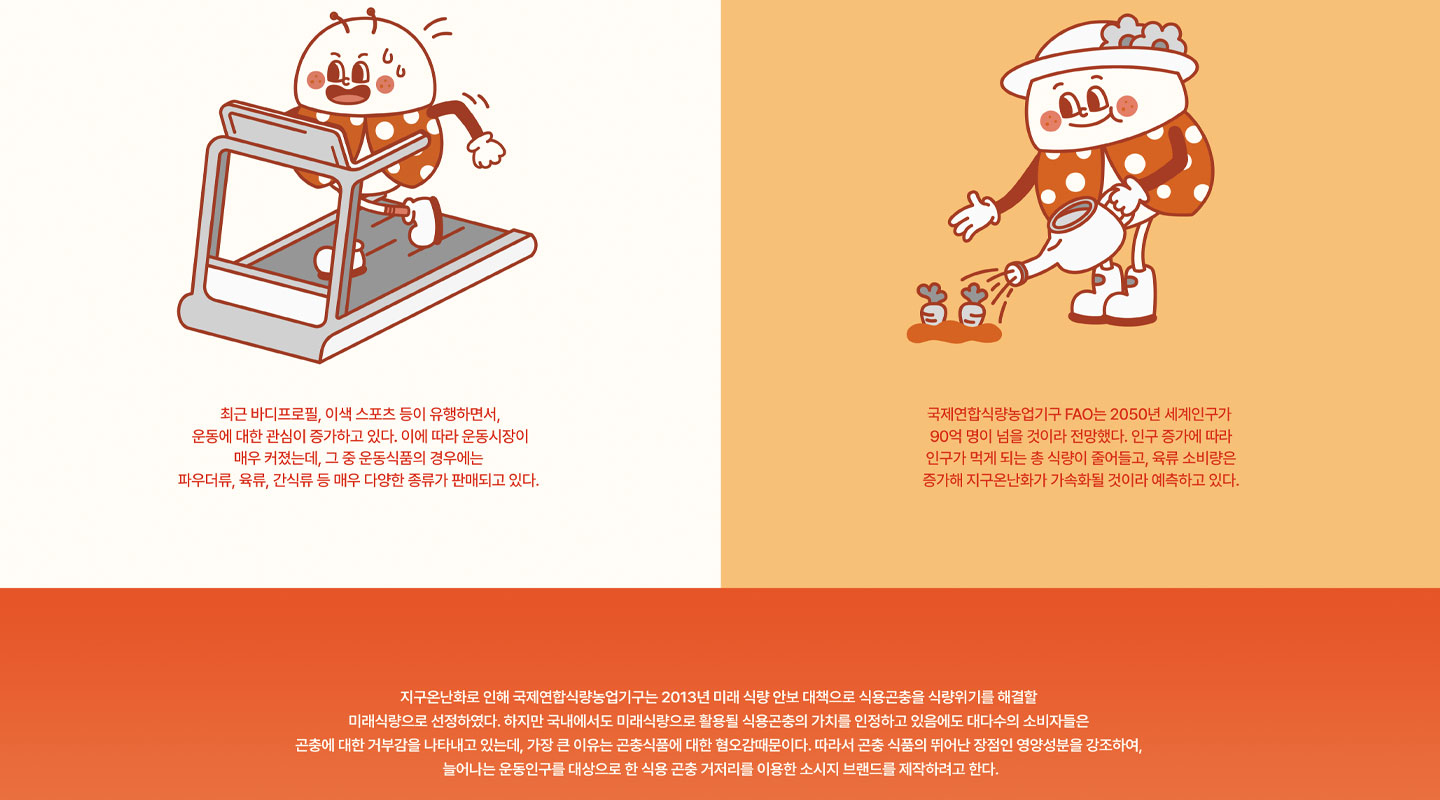 최근 바디프로필, 이색 스포츠 등이 유행하면서,
운동에 대한 관심이 증가하고 있다. 이에 따라 운동시장이
매우 커졌는데, 그 중 운동식품의 경우에는
파우더류, 육류, 간식류 등 매우 다양한 종류가 판매되고 있다.
국제연합식량농업기구 FAO는 2050년 세계인구가
90억 명이 넘을 것이라 전망했다. 인구 증가에 따라
인구가 먹게 되는 총 식량이 줄어들고, 육류 소비량은
증가해 지구온난화가 가속화될 것이라 예측하고 있다.
지구온난화로 인해 국제연합식량농업기구는 2013년 미래 식량 안보 대책으로 식용곤충을 식량위기를 해결할
미래식량으로 선정하였다. 하지만 국내에서도 미래식량으로 활용될 식용곤충의 가치를 인정하고 있음에도 대다수의 소비자들은
곤충에 대한 거부감을 나타내고 있는데, 가장 큰 이유는 곤충식품에 대한 혐오감때문이다. 따라서 곤충 식품의 뛰어난 장점인 영양성분을 강조하여,
늘어나는 운동인구를 대상으로 한 식용 곤충 거저리를 이용한 소시지 브랜드를 제작하려고 한다.